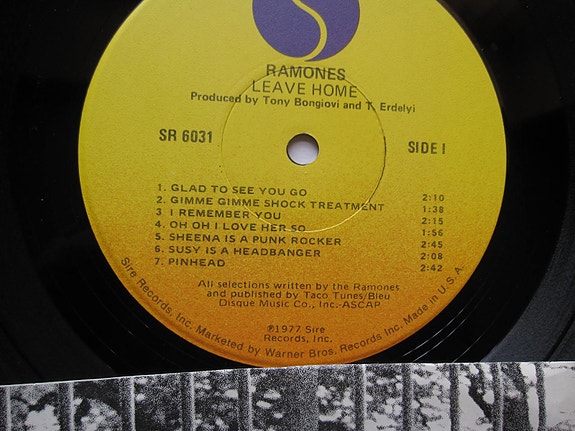 RAMONES
LEAVE HOME
Produced by Tony Bongiovi and T. Erdelyi
SR 6031
SIDE I
1. GLAD TO SEE YOU GO 2:10
2. GIMME GIMME SHOCK TREATMENT 1:38
3. I REMEMBER YOU 2:15
4. OH OH I LOVE HER SO 1:56
5. SHEENA IS A PUNK ROCKER 2:45
6. SUSY IS A HEADBANGER 2:08
7. PINHEAD 2:42
All selections written by the Ramones
and published by Taco Tunes/Bleu
Disque Music Co., Inc.-ASCAP
℗1977 Sire
Records, Inc.
Sire Records, Inc. Marketed by Warner Bros. Records Inc. Made in U.S.A.